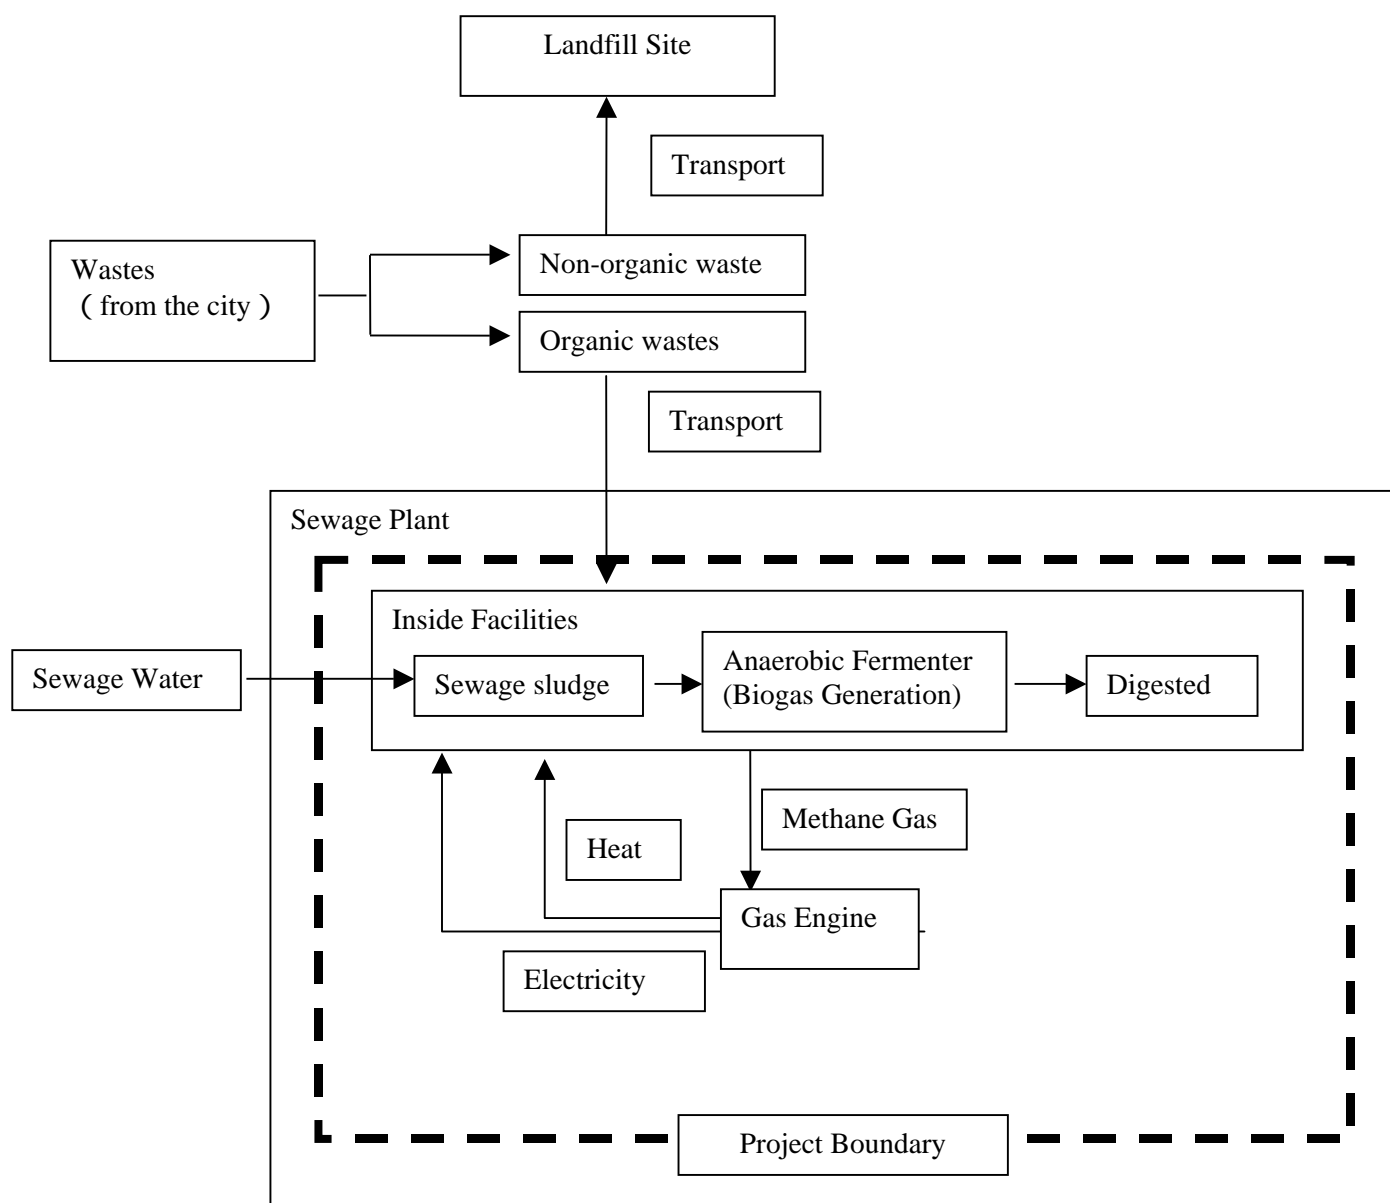 Landfill Site
Transport
Wastes
（from the city）
Non-organic waste
Organic wastes
Transport
Sewage Plant
Inside Facilities
Sewage Water
Sewage sludge
Anaerobic Fermenter
(Biogas Generation)
Digested
Methane Gas
Heat
Gas Engine
Electricity
Project Boundary